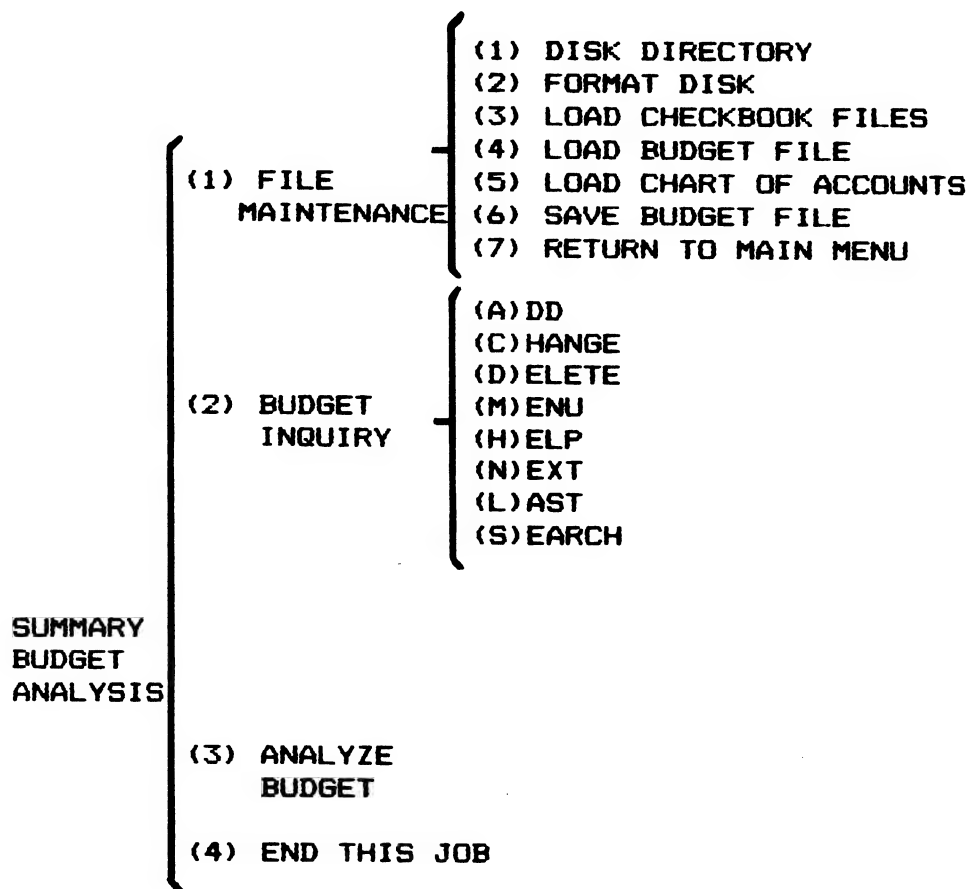 (1) DISK DIRECTORY
(2) FORMAT DISK
(3) LOAD CHECKBOOK FILES
(4) LOAD BUDGET FILE
(5) LOAD CHART OF ACCOUNTS
(6) SAVE BUDGET FILE
(7) RETURN TO MAIN MENU
(1) FILE
MAINTENANCE
(A)DD
(C)HANGE
(D)ELETE
(M)ENU
(H)ELP
(N)EXT
(L)AST
(S)EARCH
(2) BUDGET
INQUIRY
SUMMARY
BUDGET
ANALYSIS
(3) ANALYZE
BUDGET
(4) END THIS JOB